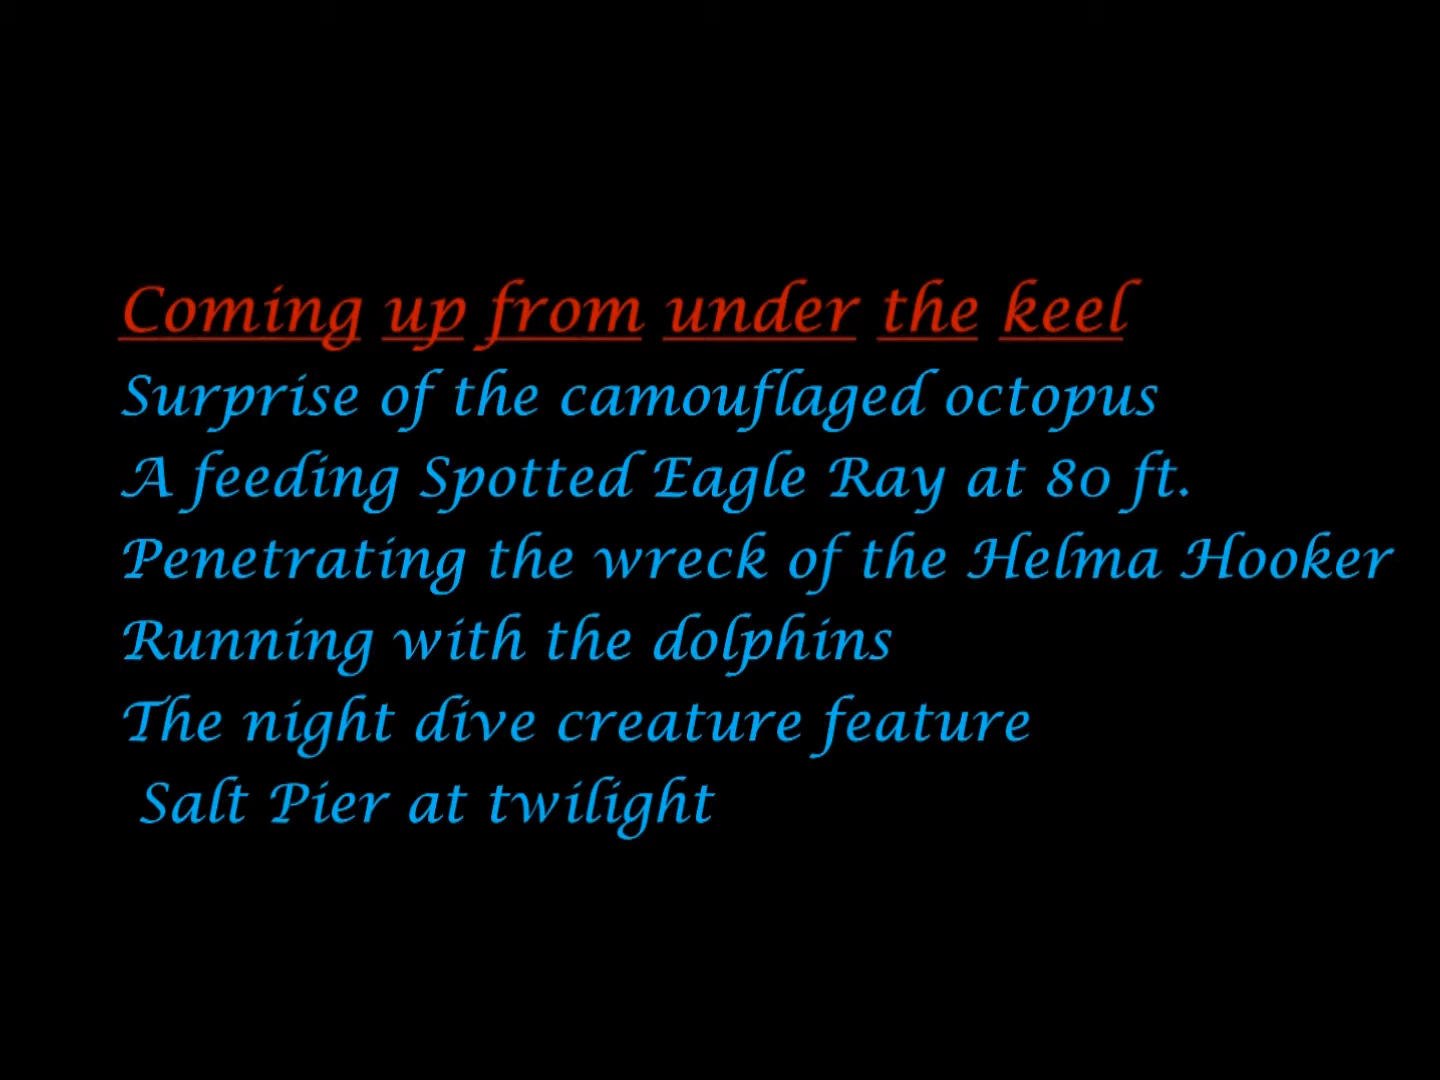 Coming up from under the keel
Surprise of the camouflaged octopus
A feeding Spotted Eagle Ray at 80 ft.
Penetrating the wreck of the Helma Hooker
Running with the dolphins
The night dive creature feature
Salt Pier at twilight